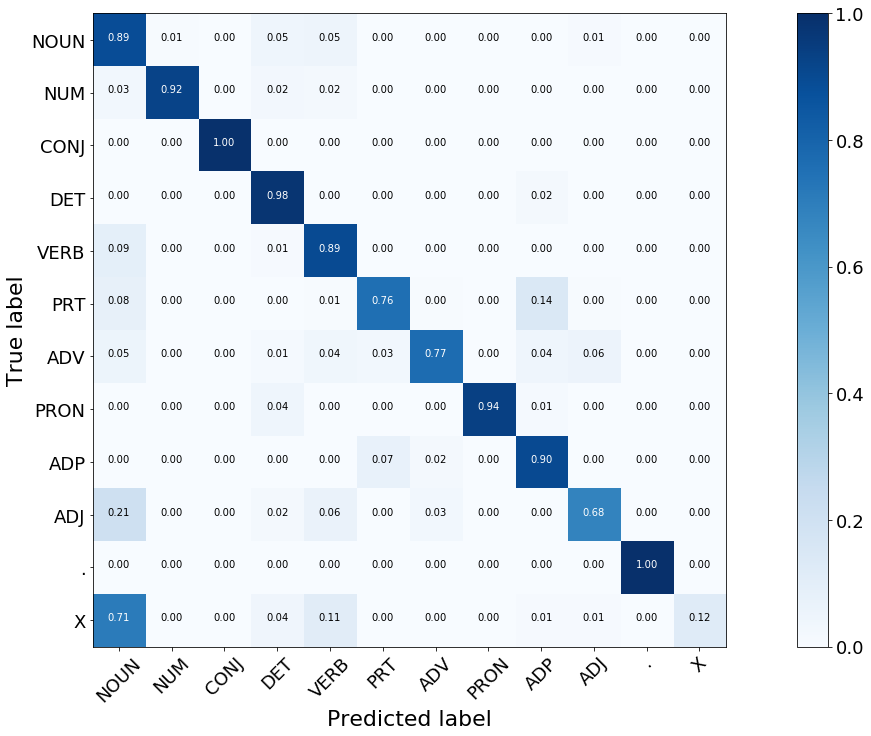 NOUN 0.89 0.01 0.00 0.05 0.05 0.00 0.00 0.00 0.00 0.01 0.00 0.00
NUM 0.03 0.92 0.00 0.02 0.02 0.00 0.00 0.00 0.00 0.00 0.00 0.00
CONJ 0.00 0.00 1.00 0.00 0.00 0.00 0.00 0.00 0.00 0.00 0.00 0.00
DET 0.00 0.00 0.00 0.98 0.00 0.00 0.00 0.00 0.02 0.00 0.00 0.00
VERB 0.09 0.00 0.00 0.01 0.89 0.00 0.00 0.00 0.00 0.00 0.00 0.00
PRT 0.08 0.00 0.00 0.00 0.01 0.76 0.00 0.00 0.14 0.00 0.00 0.00
ADV 0.05 0.00 0.00 0.01 0.04 0.03 0.77 0.00 0.04 0.06 0.00 0.00
PRON 0.00 0.00 0.00 0.04 0.00 0.00 0.00 0.94 0.01 0.00 0.00 0.00
ADP 0.00 0.00 0.00 0.00 0.00 0.07 0.02 0.00 0.90 0.00 0.00 0.00
ADJ 0.21 0.00 0.00 0.02 0.06 0.00 0.03 0.00 0.00 0.68 0.00 0.00
. 0.00 0.00 0.00 0.00 0.00 0.00 0.00 0.00 0.00 0.00 1.00 0.00
X 0.71 0.00 0.00 0.04 0.11 0.00 0.00 0.00 0.01 0.01 0.00 0.12
NOUN NUM CONJ DET VERB PRT ADV PRON ADP ADJ . X
Predicted label
True label
1.0
0.8
0.6
0.4
0.2
0.0